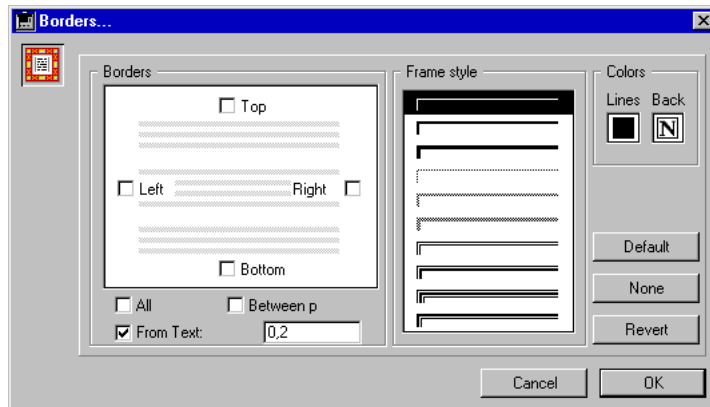 Borders...
Borders
Frame style
Colors
Top
Lines Back
N
Left Right
Bottom
Default
All Between p
None
From Text: 0,2
Revert
Cancel OK